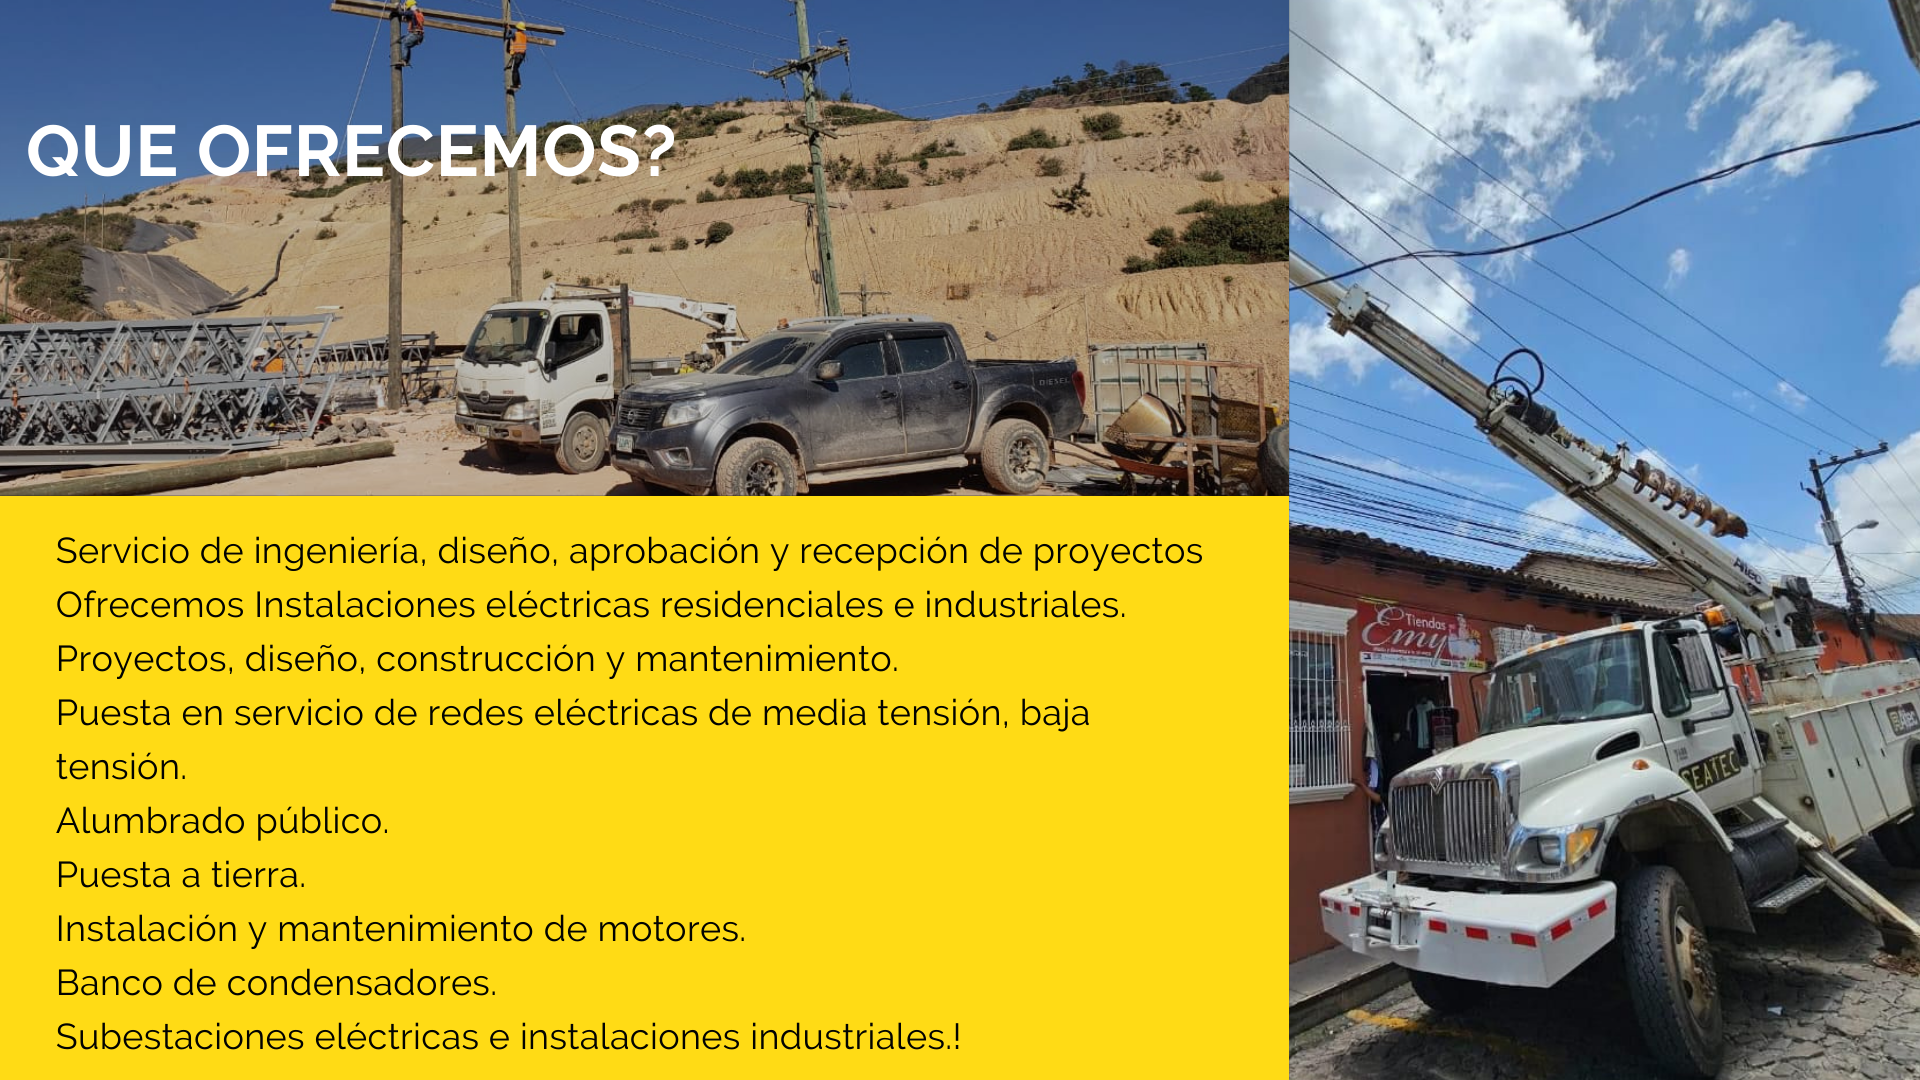 QUE OFRECEMOS?
Servicio de ingeniería, diseño, aprobación y recepción de proyectos
Ofrecemos Instalaciones eléctricas residenciales e industriales.
Proyectos, diseño, construcción y mantenimiento.
Puesta en servicio de redes eléctricas de media tensión, baja
tensión.
Alumbrado público.
Puesta a tierra.
Instalación y mantenimiento de motores.
Banco de condensadores.
Subestaciones eléctricas e instalaciones industriales.!
DIESEL
Tiendas
Emy
Altec
SEATEC
Altec